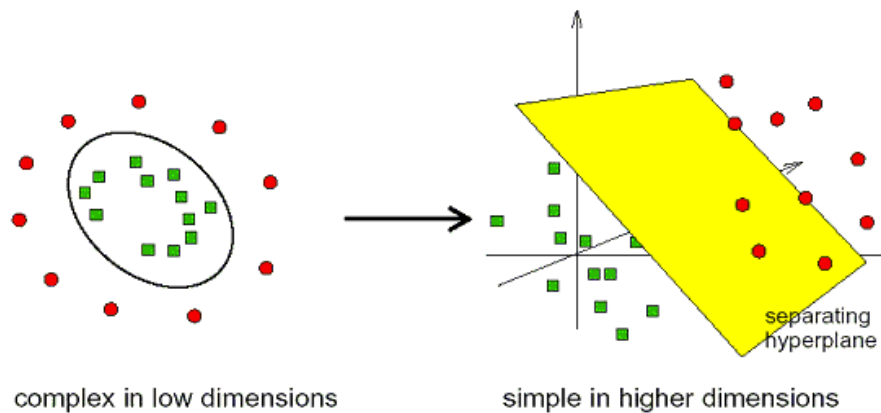 separating
hyperplane
complex in low dimensions
simple in higher dimensions